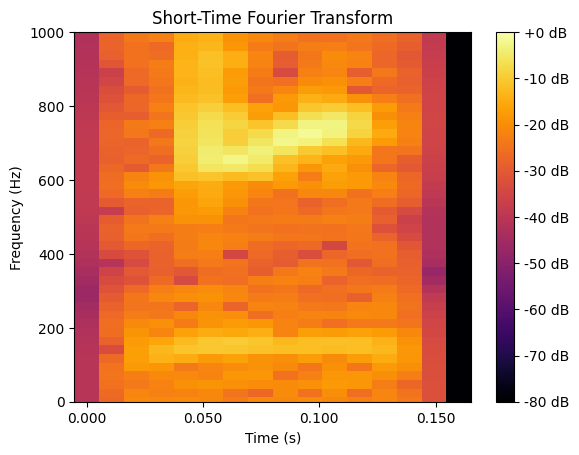 Short-Time Fourier Transform
Frequency (Hz)
1000
800
600
400
200
0
0.000
0.050
0.100
0.150
Time (s)
+0 dB
-10 dB
-20 dB
-30 dB
-40 dB
-50 dB
-60 dB
-70 dB
-80 dB